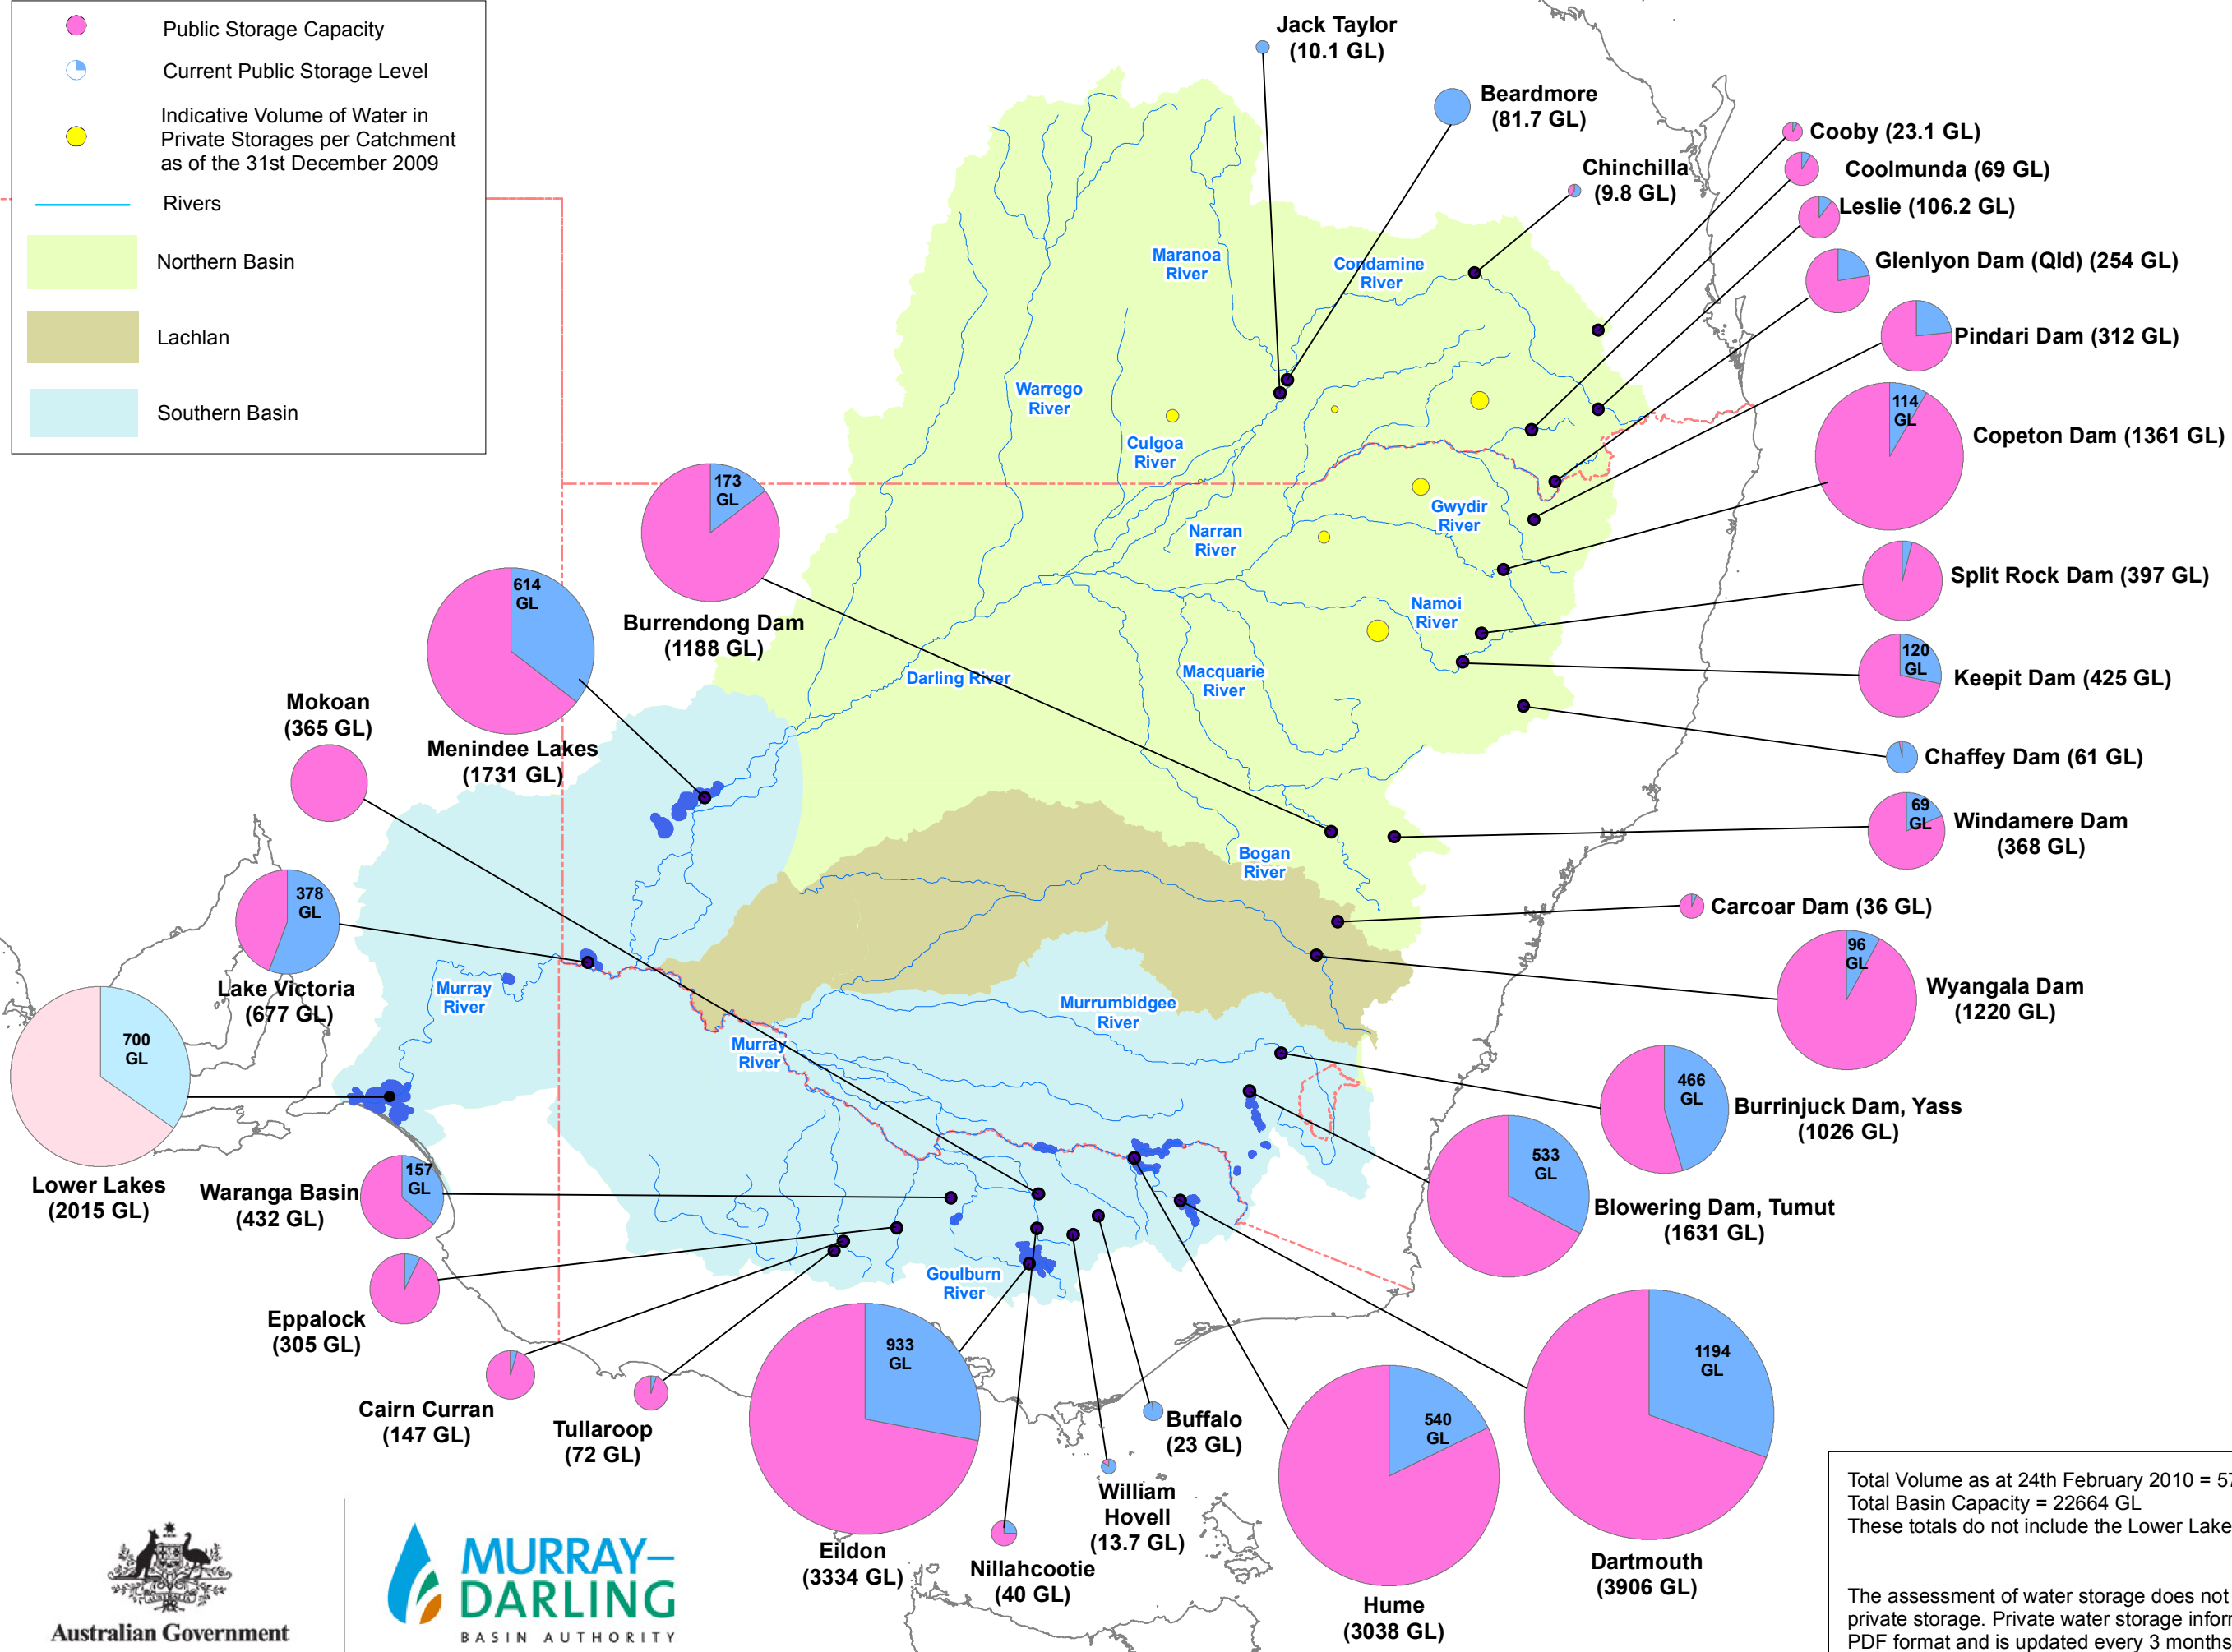 Public Storage Capacity
Current Public Storage Level
Indicative Volume of Water in
Private Storages per Catchment
as of the 31st December 2009
Rivers
Northern Basin
Lachlan
Southern Basin
Jack Taylor
(10.1 GL)
Beardmore
(81.7 GL)
Chinchilla
(9.8 GL)
Cooby (23.1 GL)
Coolmunda (69 GL)
Leslie (106.2 GL)
Glenlyon Dam (Qld) (254 GL)
Pindari Dam (312 GL)
114
GL
Copeton Dam (1361 GL)
Split Rock Dam (397 GL)
120
GL
Keepit Dam (425 GL)
Chaffey Dam (61 GL)
69
GL
Windamere Dam
(368 GL)
Carcoar Dam (36 GL)
96
GL
Wyangala Dam
(1220 GL)
466
GL
Burrinjuck Dam, Yass
(1026 GL)
533
GL
Blowering Dam, Tumut
(1631 GL)
1194
GL
Dartmouth
(3906 GL)
540
GL
Hume
(3038 GL)
Buffalo
(23 GL)
William
Hovell
(13.7 GL)
Nillahcootie
(40 GL)
933
GL
Eildon
(3334 GL)
Tullaroop
(72 GL)
Cairn Curran
(147 GL)
Eppalock
(305 GL)
157
GL
Waranga Basin
(432 GL)
700
GL
Lower Lakes
(2015 GL)
378
GL
Lake Victoria
(677 GL)
Mokoan
(365 GL)
614
GL
Menindee Lakes
(1731 GL)
173
GL
Burrendong Dam
(1188 GL)
Maranoa
River
Condamine
River
Warrego
River
Culgoa
River
Narran
River
Gwydir
River
Namoi
River
Macquarie
River
Darling River
Bogan
River
Murray
River
Murrumbidgee
River
Murray
River
Goulburn
River
Australian Government
MURRAY–
DARLING
BASIN AUTHORITY
Total Volume as at 24th February 2010 = 57
Total Basin Capacity = 22664 GL
These totals do not include the Lower Lake
The assessment of water storage does not
private storage. Private water storage infor
PDF format and is updated every 3 months